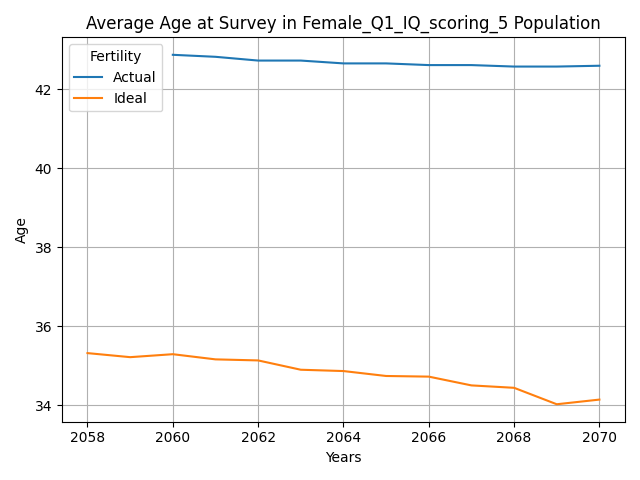 Average Age at Survey in Female_Q1_IQ_scoring_5 Population
Fertility
Actual
Ideal
Age
42
40
38
36
34
2058 2060 2062 2064 2066 2068 2070
Years